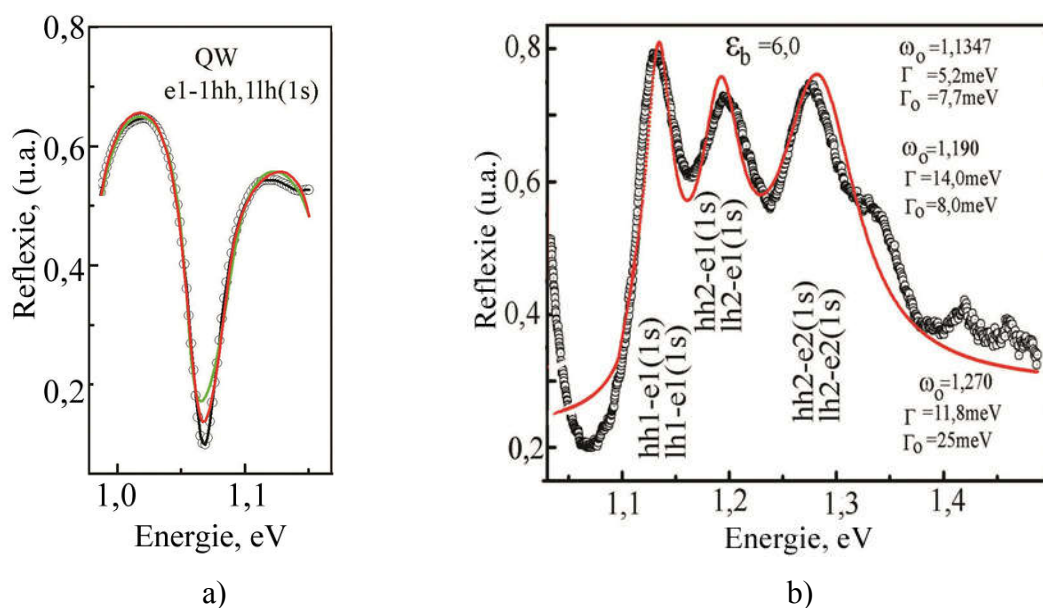 0,8
0,6
0,4
0,2
1,0
1,1
Reflexie, (u.a.)
Energie, eV
QW
e1-1hh,1lh(1s)
a)
0,8
0,6
0,4
0,2
1,1
1,2
1,3
1,4
Reflexie (u.a.)
Energie, eV
ε_b =6,0
ω_o=1,1347
Γ =5,2meV
Γ_o=7,7meV
ω_o=1,190
Γ =14,0meV
Γ_o=8,0meV
hh1-e1(1s)
lh1-e1(1s)
hh2-e1(1s)
lh2-e1(1s)
hh2-e2(1s)
lh2-e2(1s)
ω_o=1,270
Γ =11,8meV
Γ_o=25meV
b)